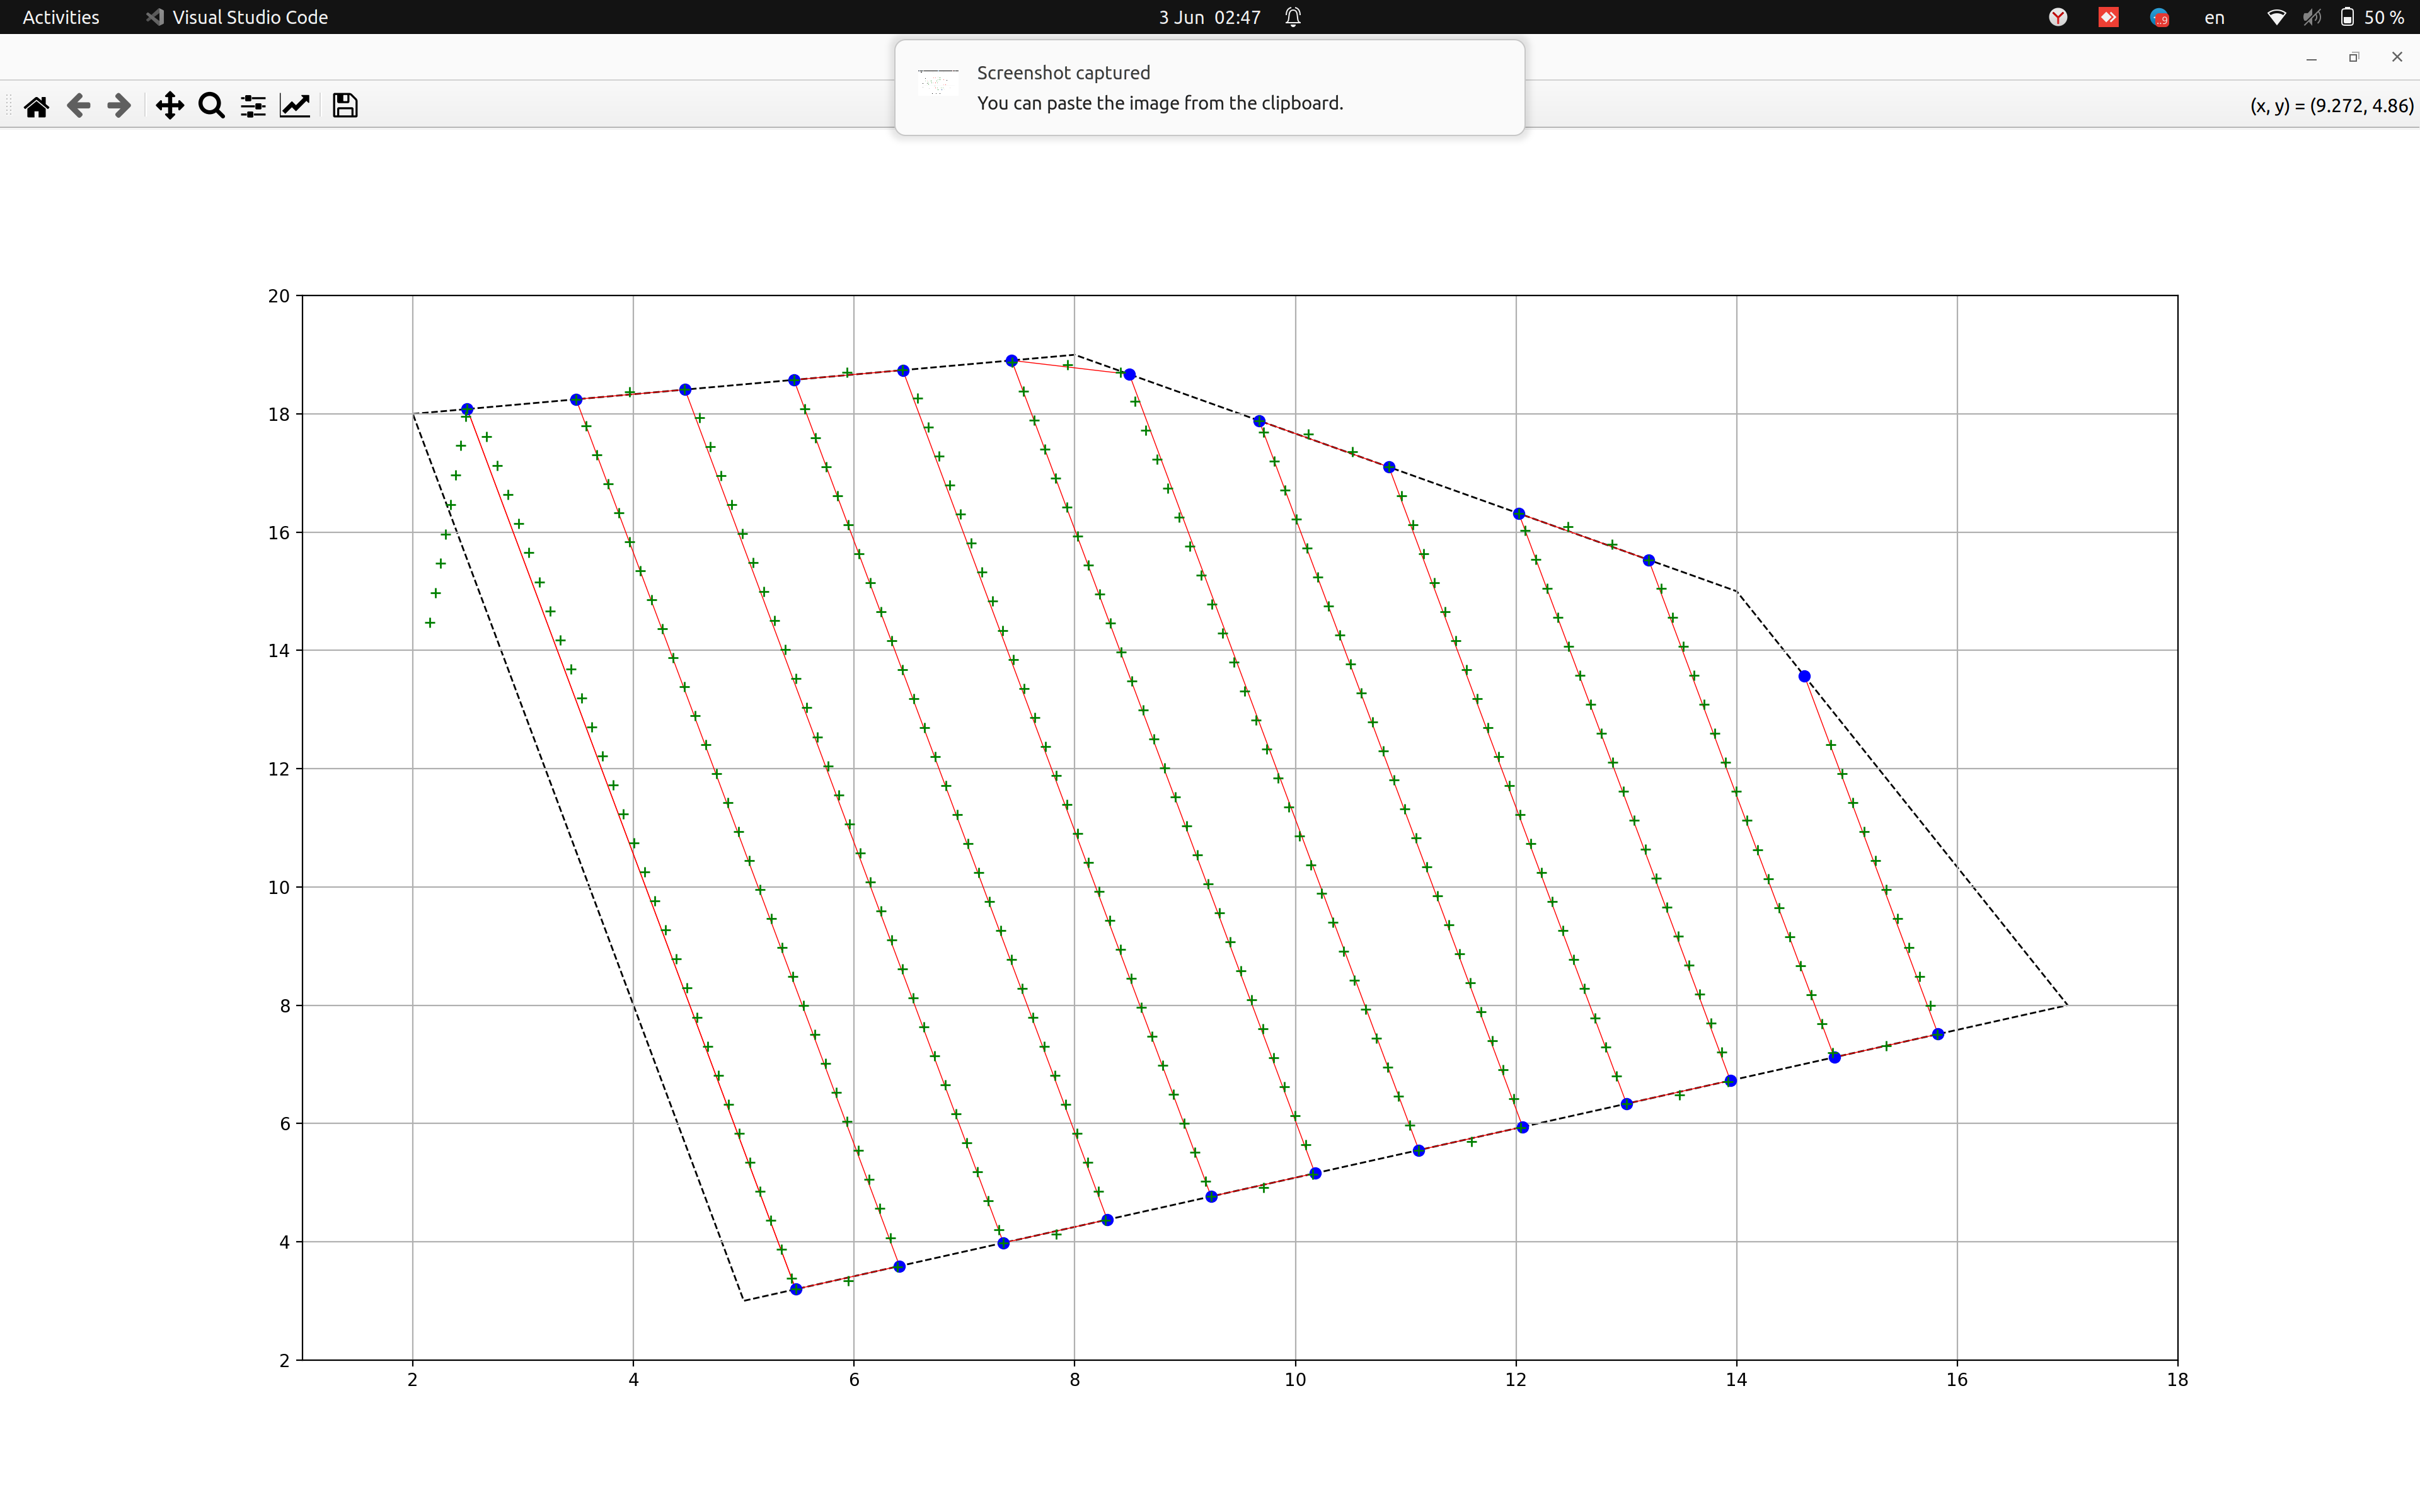 Activities Visual Studio Code 3 Jun 02:47 en 50 %
Screenshot captured
You can paste the image from the clipboard.
(x, y) = (9.272, 4.86)
20
18
16
14
12
10
8
6
4
2
2 4 6 8 10 12 14 16 18